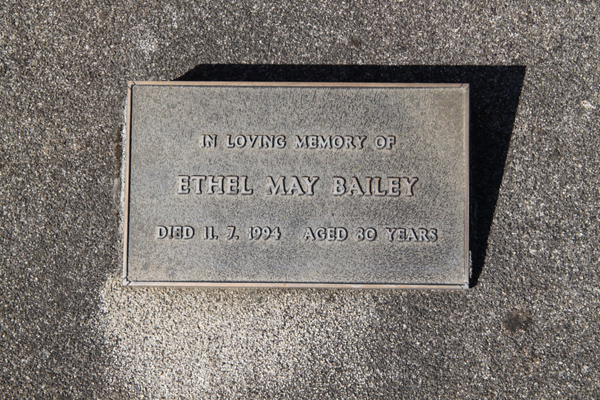 IN LOVING MEMORY OF
ETHEL MAY BAILEY
DIED 11. 7. 1994 AGED 80 YEARS